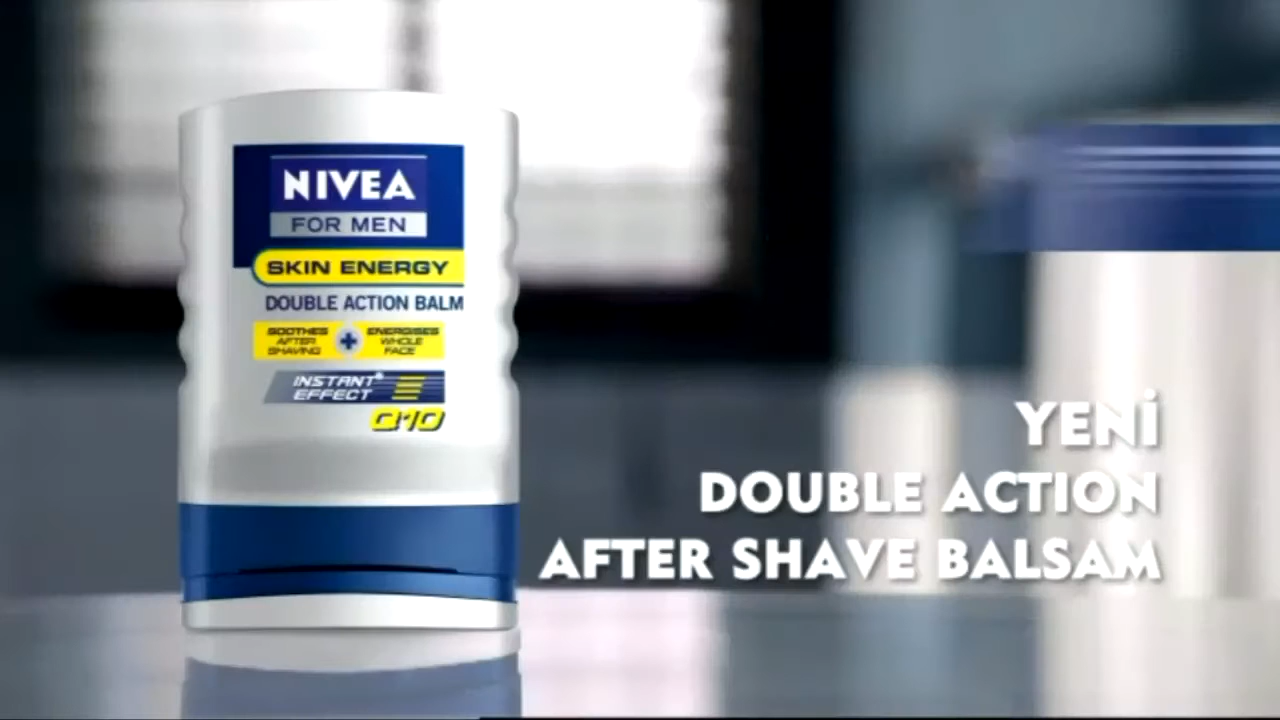 NIVEA
FOR MEN
SKIN ENERGY
DOUBLE ACTION BALM
SOOTHES AFTER SHAVING + ENERGISES WHOLE FACE
INSTANT® EFFECT
Q10
YENİ
DOUBLE ACTION
AFTER SHAVE BALSAM